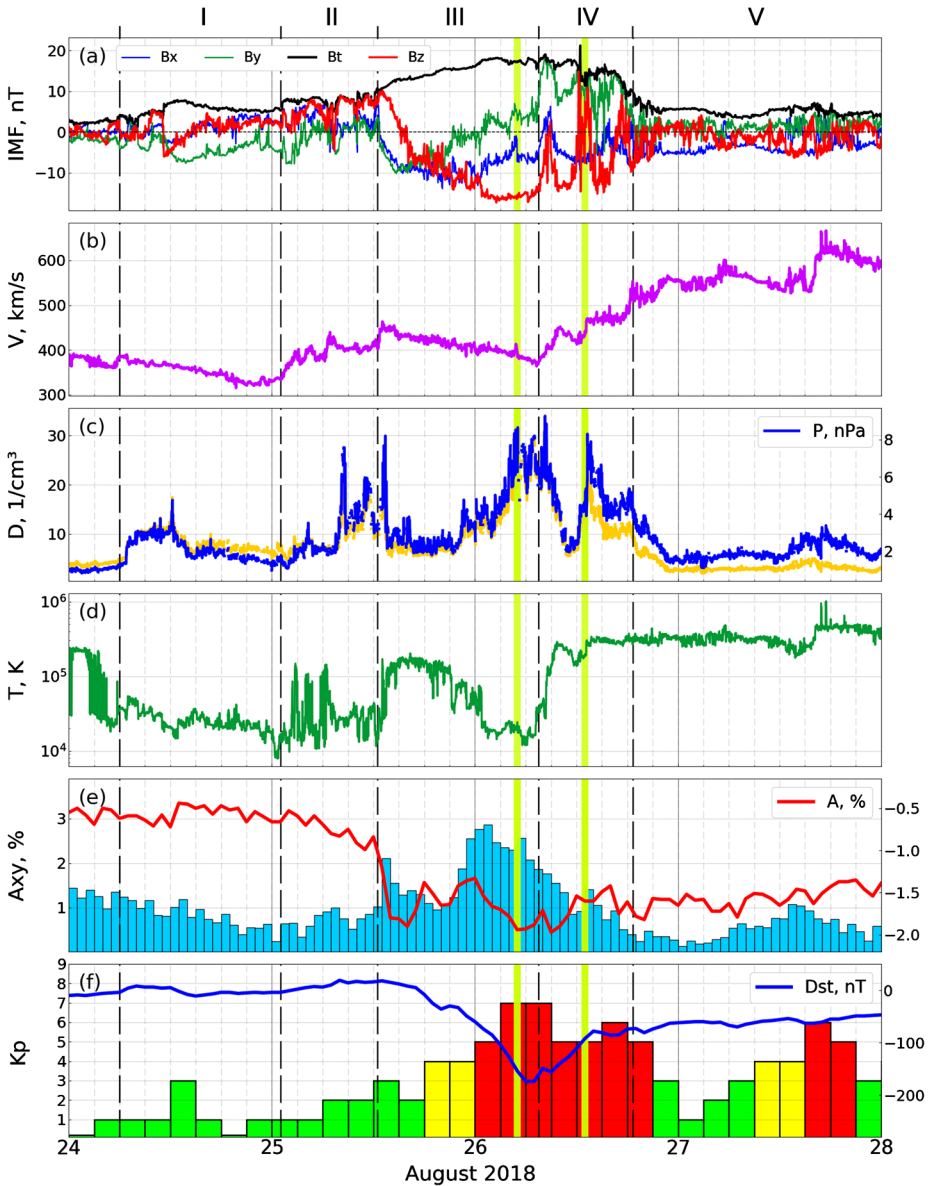 I II III IV V
(a) Bx By Bt Bz
20
10
0
−10
IMF, nT
(b)
600
500
400
300
V, km/s
(c) P, nPa
30
20
10
8
6
4
2
D, 1/cm³
(d)
10⁶
10⁵
10⁴
T, K
(e) A, %
3
2
1
−0.5
−1.0
−1.5
−2.0
Axy, %
(f) Dst, nT
9
8
7
6
5
4
3
2
1
0
−100
−200
Kp
24 25 26 27 28
August 2018